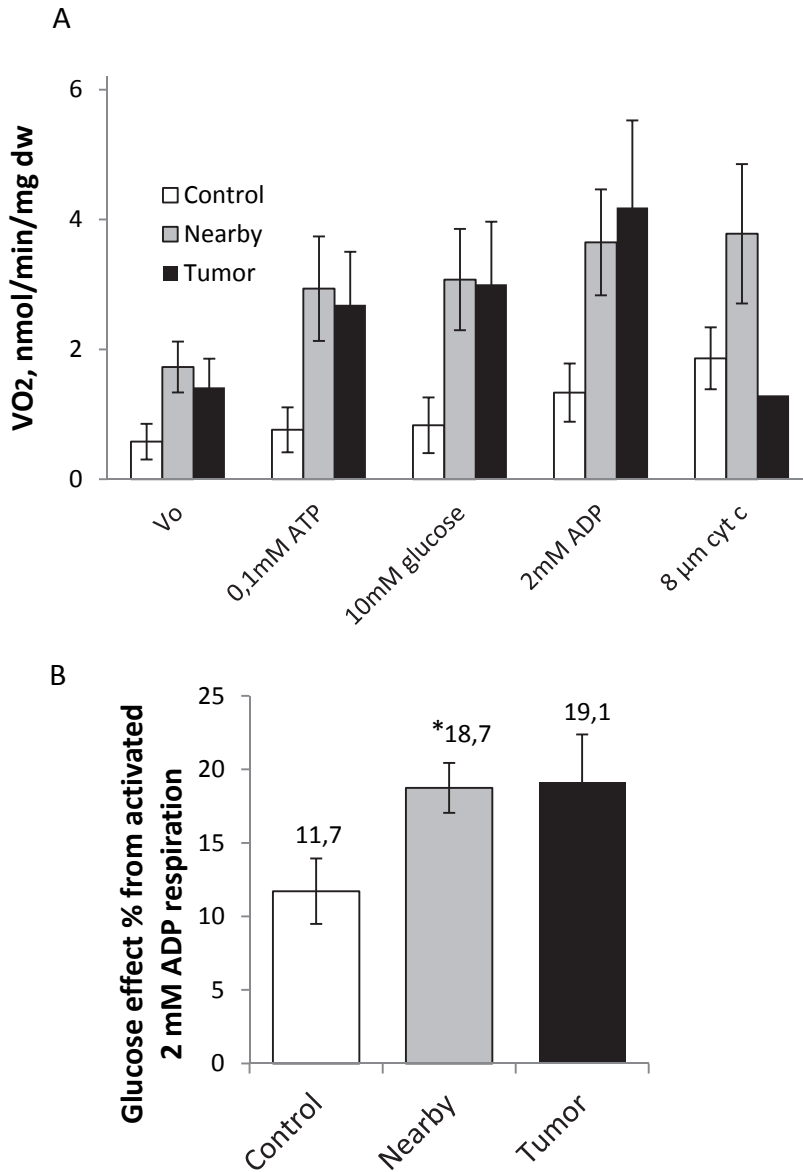 A
VO2, nmol/min/mg dw
6
4
2
0
Control
Nearby
Tumor
Vo
0,1mM ATP
10mM glucose
2mM ADP
8 µm cyt c
B
Glucose effect % from activated
2 mM ADP respiration
25
20
15
10
5
0
11,7
*18,7
19,1
Control
Nearby
Tumor